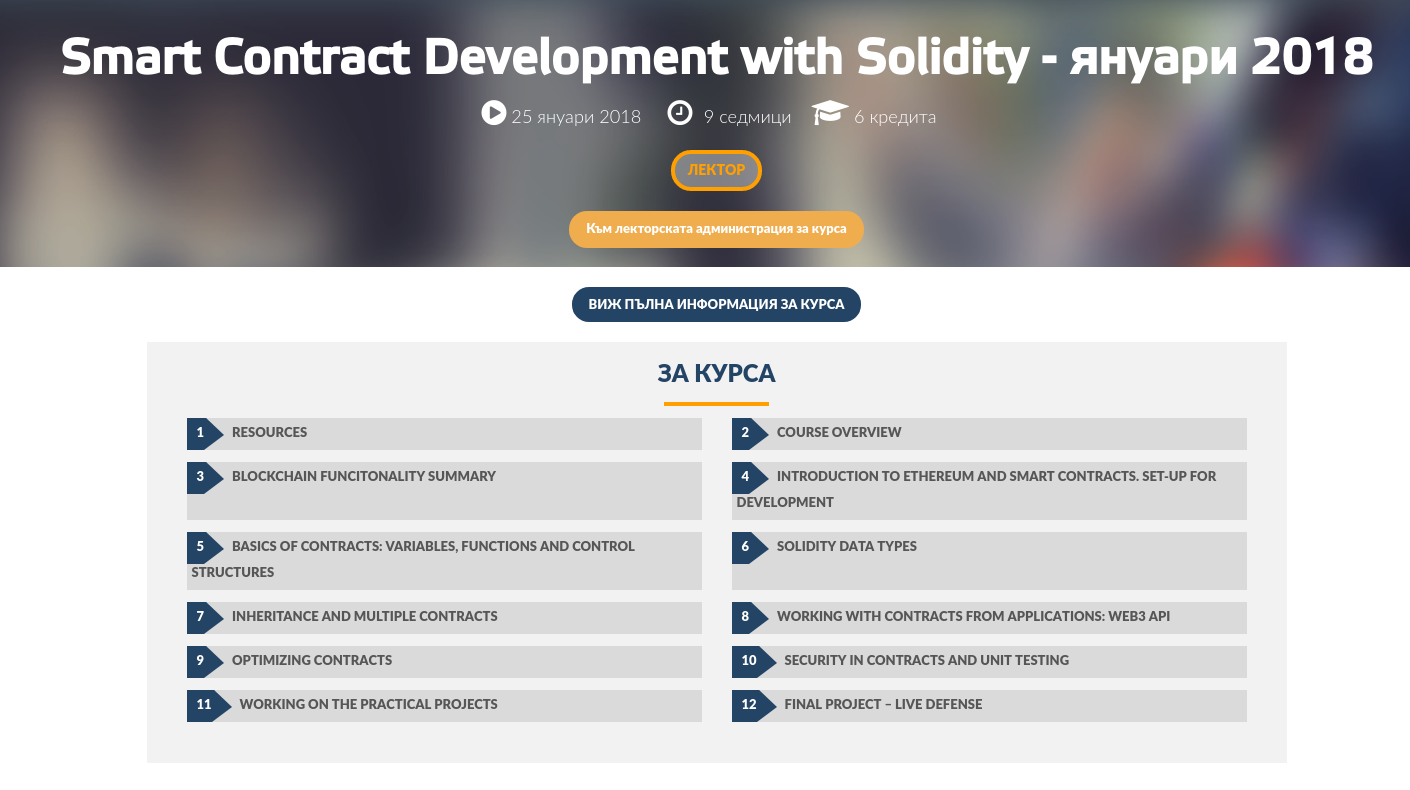 Smart Contract Development with Solidity - януари 2018
25 януари 2018 9 седмици 6 кредита
ЛЕКТОР
Към лекторската администрация за курса
ВИЖ ПЪЛНА ИНФОРМАЦИЯ ЗА КУРСА
ЗА КУРСА
1 RESOURCES
2 COURSE OVERVIEW
3 BLOCKCHAIN FUNCITONALITY SUMMARY
4 INTRODUCTION TO ETHEREUM AND SMART CONTRACTS. SET-UP FOR
DEVELOPMENT
5 BASICS OF CONTRACTS: VARIABLES, FUNCTIONS AND CONTROL
STRUCTURES
6 SOLIDITY DATA TYPES
7 INHERITANCE AND MULTIPLE CONTRACTS
8 WORKING WITH CONTRACTS FROM APPLICATIONS: WEB3 API
9 OPTIMIZING CONTRACTS
10 SECURITY IN CONTRACTS AND UNIT TESTING
11 WORKING ON THE PRACTICAL PROJECTS
12 FINAL PROJECT – LIVE DEFENSE